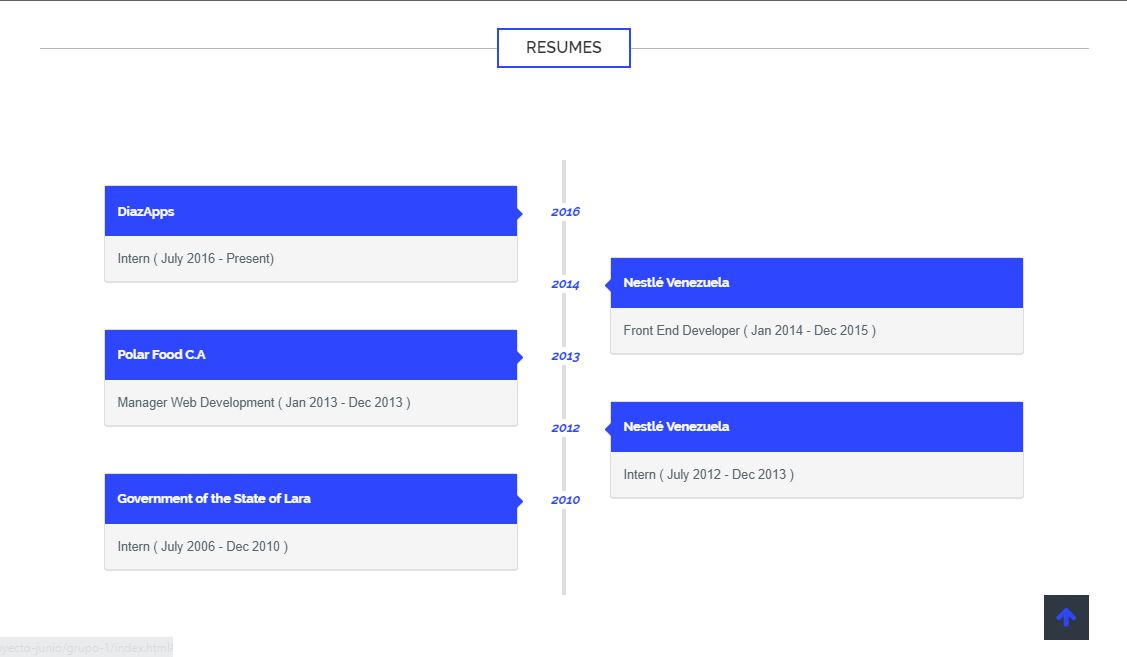 RESUMES
DiazApps
2016
Intern ( July 2016 - Present)
2014
Nestlé Venezuela
Front End Developer ( Jan 2014 - Dec 2015 )
Polar Food C.A
2013
Manager Web Development ( Jan 2013 - Dec 2013 )
2012
Nestlé Venezuela
Intern ( July 2012 - Dec 2013 )
Government of the State of Lara
2010
Intern ( July 2006 - Dec 2010 )
oyecto-junio/grupo-1/index.html#